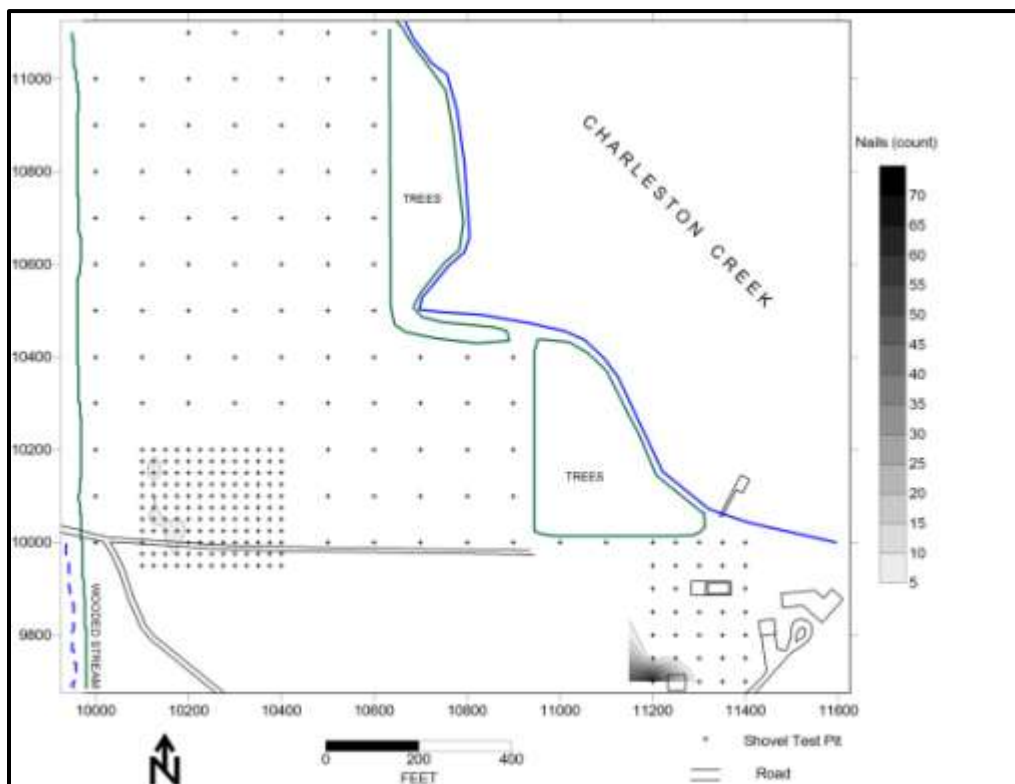 11000
10800
10600
10400
10200
10000
9800
TREES
CHARLESTON CREEK
TREES
WOODED STREAM
Nails (count)
70
65
60
55
50
45
40
35
30
25
20
15
10
5
10000 10200 10400 10600 10800 11000 11200 11400 11600
N
0 200 400
FEET
+ Shovel Test Pit
Road